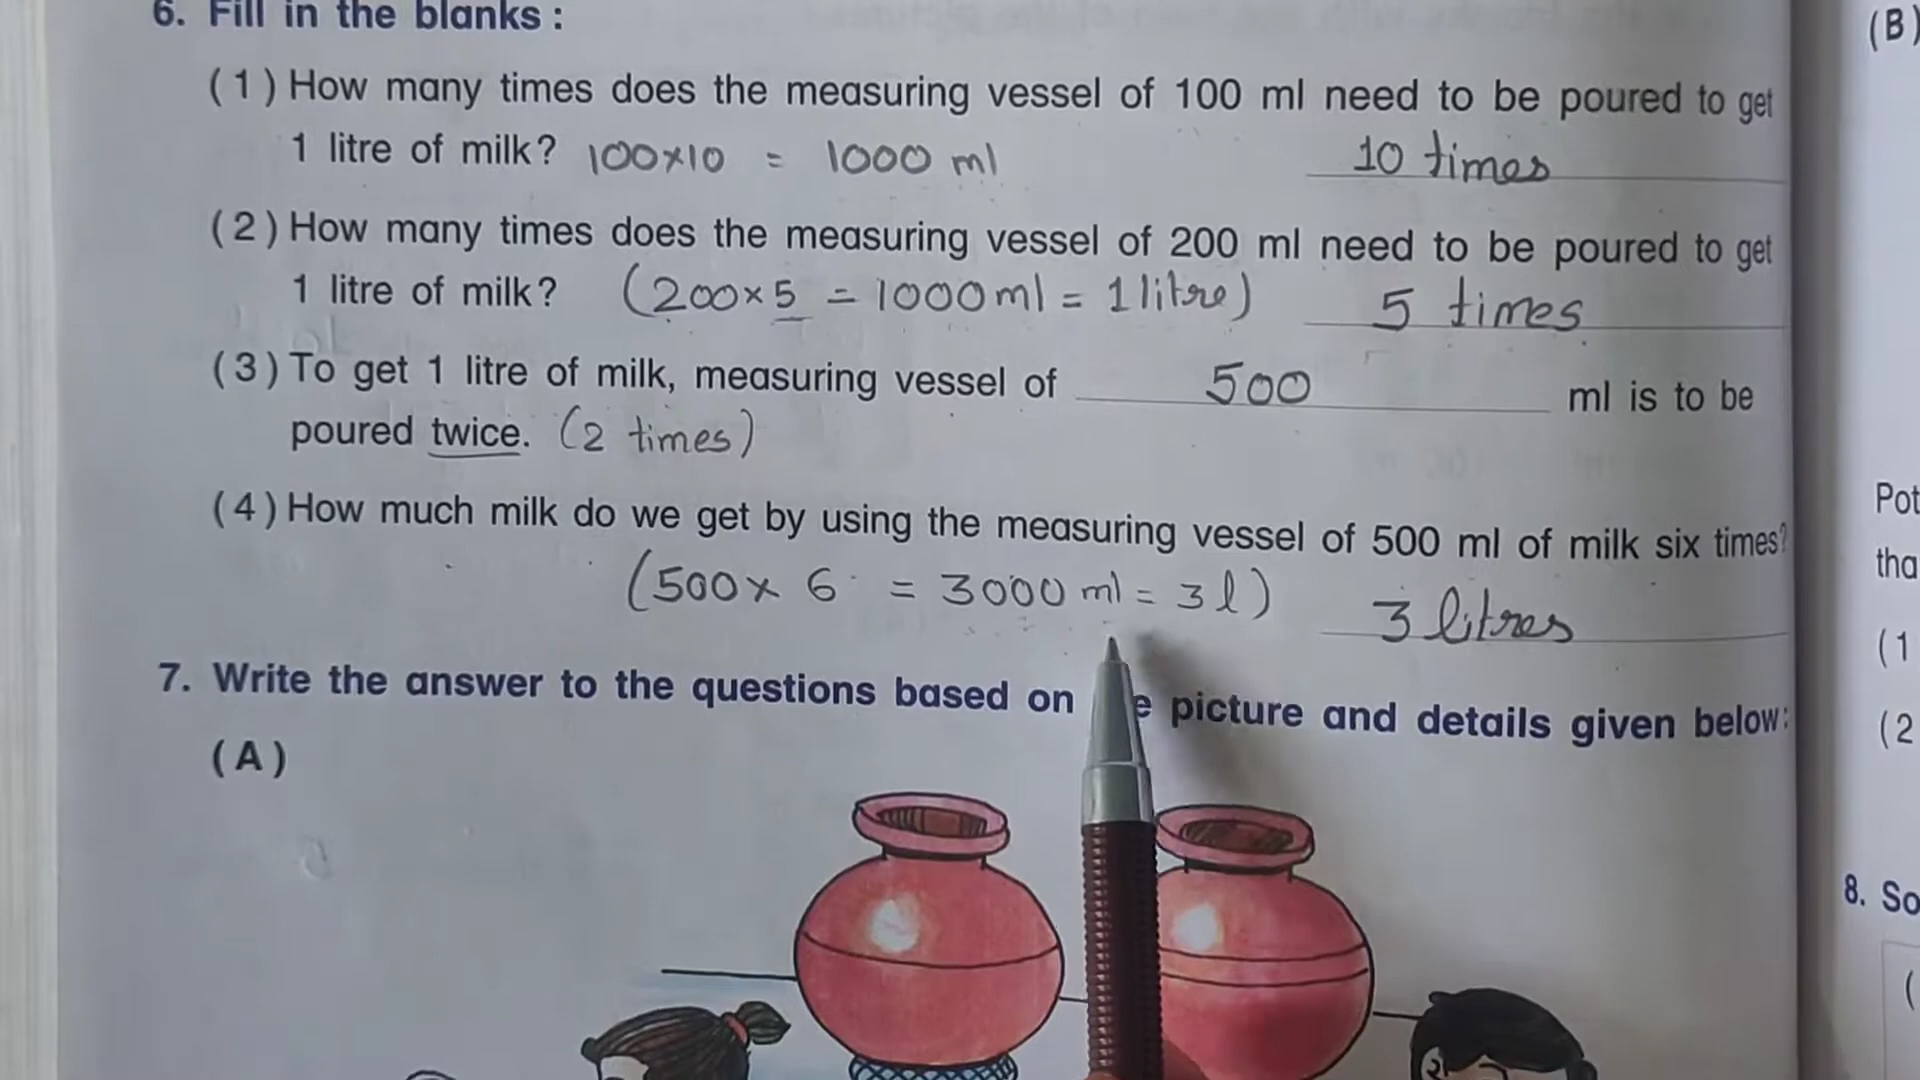 6. Fill in the blanks :
(1) How many times does the measuring vessel of 100 ml need to be poured to get
1 litre of milk? 100×10 = 1000 ml 10 times
(2) How many times does the measuring vessel of 200 ml need to be poured to get
1 litre of milk? (200×5 = 1000 ml = 1 litre) 5 times
(3) To get 1 litre of milk, measuring vessel of 500 ml is to be
poured twice. (2 times)
(4) How much milk do we get by using the measuring vessel of 500 ml of milk six times?
(500 × 6 = 3000 ml = 3 l) 3 litres
7. Write the answer to the questions based on picture and details given below:
(A)
(B)
Pot
tha
(1
(2
8. So
(